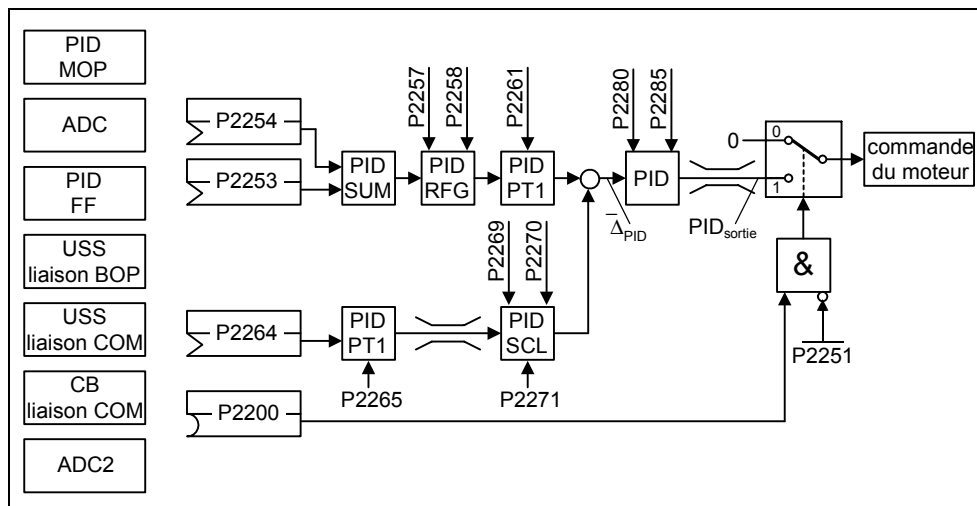 PID
MOP
ADC
PID
FF
USS
liaison BOP
USS
liaison COM
CB
liaison COM
ADC2
P2254
P2253
P2264
P2200
PID
SUM
P2257
P2258
PID
RFG
P2261
PID
PT1
P2280
P2285
PID
ΔPID
PIDsortie
0
0
1
commande
du moteur
&
P2251
P2269
P2270
PID
PT1
P2265
PID
SCL
P2271